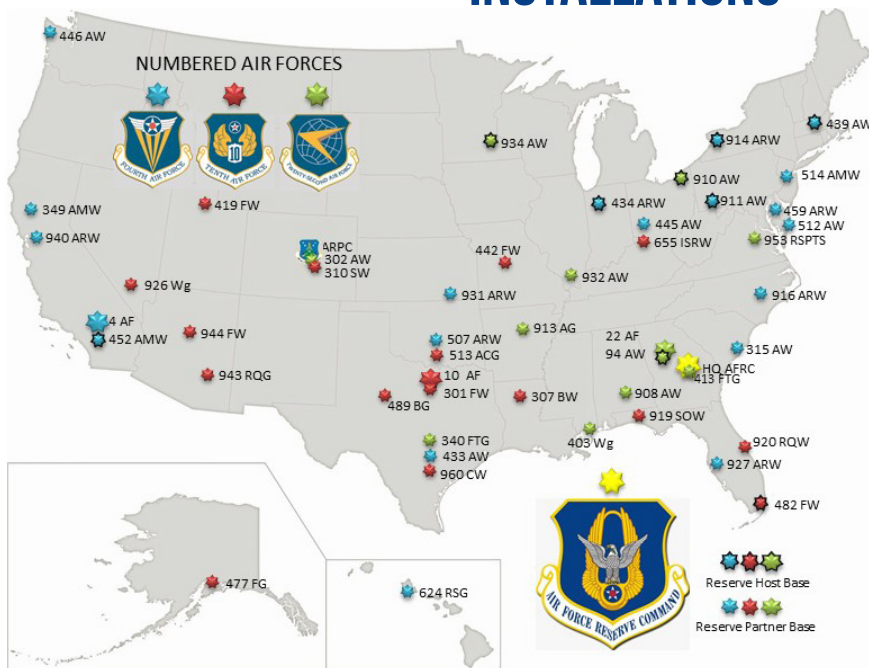 INSTALLATIONS
446 AW
NUMBERED AIR FORCES
FOURTH AIR FORCE
TENTH AIR FORCE
10
TWENTY-SECOND AIR FORCE
934 AW
439 AW
914 ARW
910 AW
514 AMW
911 AW
434 ARW
459 ARW
349 AMW
419 FW
445 AW
512 AW
940 ARW
655 ISRW
953 RSPTS
ARPC
302 AW
310 SW
442 FW
932 AW
926 Wg
931 ARW
916 ARW
4 AF
452 AMW
944 FW
913 AG
507 ARW
513 ACG
22 AF
94 AW
315 AW
HQ AFRC
413 FTG
943 RQG
10 AF
301 FW
489 BG
307 BW
908 AW
919 SOW
340 FTG
403 Wg
433 AW
920 RQW
927 ARW
960 CW
482 FW
477 FG
624 RSG
AIR FORCE RESERVE COMMAND
Reserve Host Base
Reserve Partner Base